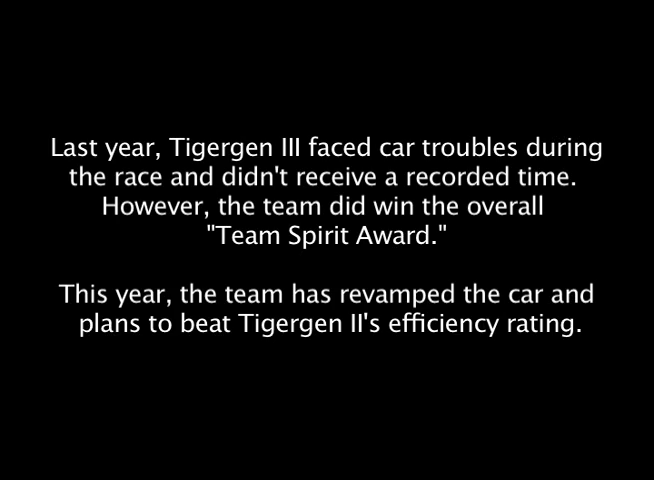 Last year, Tigergen III faced car troubles during
the race and didn't receive a recorded time.
However, the team did win the overall
"Team Spirit Award."
This year, the team has revamped the car and
plans to beat Tigergen II's efficiency rating.